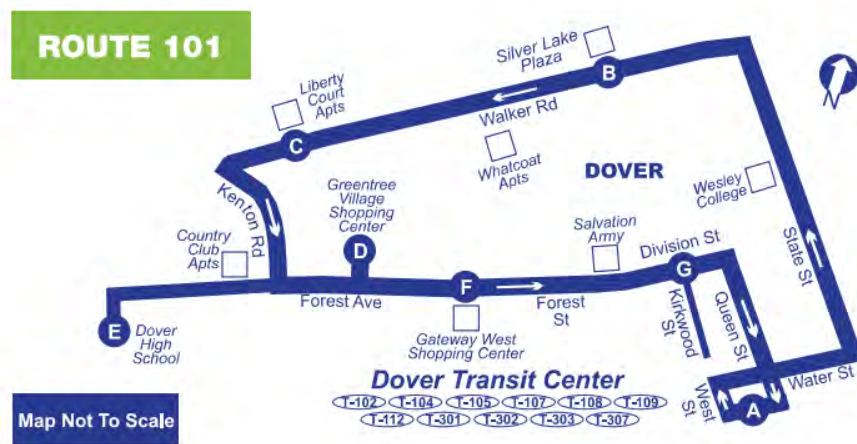 ROUTE 101
Silver Lake
Plaza
B
Liberty
Court
Apts
Walker Rd
C
Whatcoat
Apts
DOVER
Wesley
College
Kenton Rd
Greentree
Village
Shopping
Center
D
Country
Club
Apts
Salvation
Army
Division St
State St
G
F
Forest Ave
Forest
St
Kirkwood
St
Queen St
E
Dover
High
School
Gateway West
Shopping Center
Water St
West
St
A
Dover Transit Center
T-102 T-104 T-105 T-107 T-108 T-109
T-112 T-301 T-302 T-303 T-307
Map Not To Scale